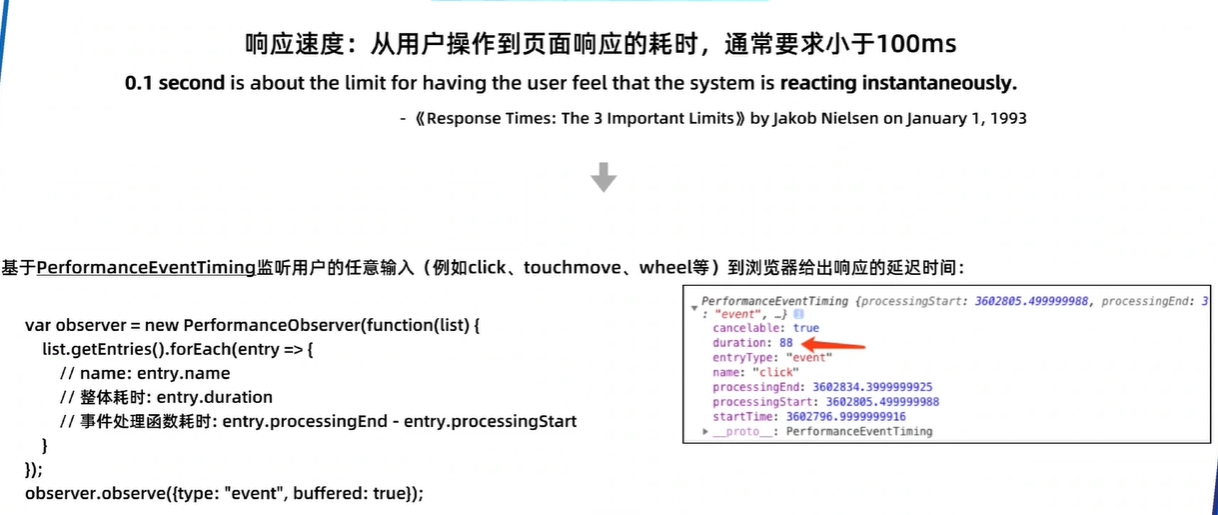 响应速度：从用户操作到页面响应的耗时，通常要求小于100ms
0.1 second is about the limit for having the user feel that the system is reacting instantaneously.
- 《Response Times: The 3 Important Limits》by Jakob Nielsen on January 1, 1993
基于PerformanceEventTiming监听用户的任意输入（例如click、touchmove、wheel等）到浏览器给出响应的延迟时间：
var observer = new PerformanceObserver(function(list) {
list.getEntries().forEach(entry => {
// name: entry.name
// 整体耗时: entry.duration
// 事件处理函数耗时: entry.processingEnd - entry.processingStart
}
});
observer.observe({type: "event", buffered: true});
PerformanceEventTiming {processingStart: 3602805.499999988, processingEnd: 3
: "event", …}
cancelable: true
duration: 88
entryType: "event"
name: "click"
processingEnd: 3602834.3999999925
processingStart: 3602805.499999988
startTime: 3602796.9999999916
__proto__: PerformanceEventTiming